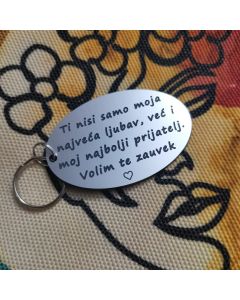 Ti nisi samo moja
najveća ljubav, već i
moj najbolji prijatelj.
Volim te zauvek
♡